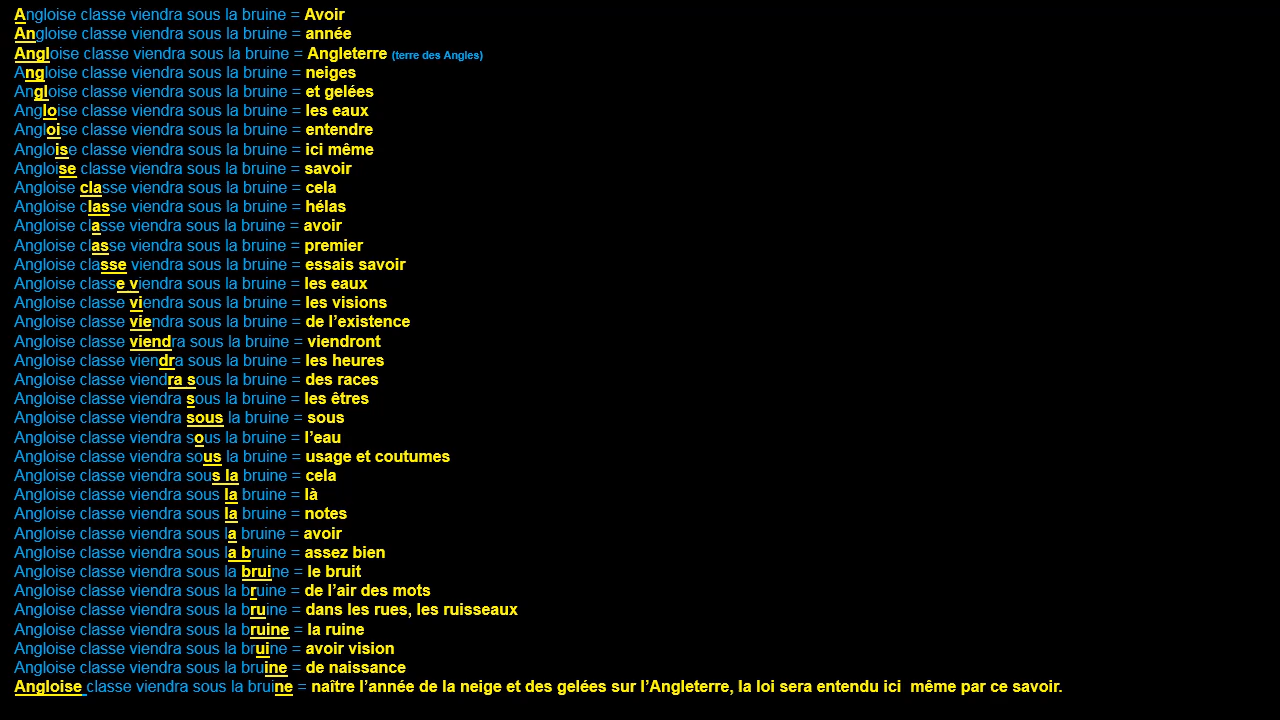 Angloise classe viendra sous la bruine = Avoir
Angloise classe viendra sous la bruine = année
Angloise classe viendra sous la bruine = Angleterre (terre des Angles)
Angloise classe viendra sous la bruine = neiges
Angloise classe viendra sous la bruine = et gelées
Angloise classe viendra sous la bruine = les eaux
Angloise classe viendra sous la bruine = entendre
Angloise classe viendra sous la bruine = ici même
Angloise classe viendra sous la bruine = savoir
Angloise classe viendra sous la bruine = cela
Angloise classe viendra sous la bruine = hélas
Angloise classe viendra sous la bruine = avoir
Angloise classe viendra sous la bruine = premier
Angloise classe viendra sous la bruine = essais savoir
Angloise classe viendra sous la bruine = les eaux
Angloise classe viendra sous la bruine = les visions
Angloise classe viendra sous la bruine = de l’existence
Angloise classe viendra sous la bruine = viendront
Angloise classe viendra sous la bruine = les heures
Angloise classe viendra sous la bruine = des races
Angloise classe viendra sous la bruine = les êtres
Angloise classe viendra sous la bruine = sous
Angloise classe viendra sous la bruine = l’eau
Angloise classe viendra sous la bruine = usage et coutumes
Angloise classe viendra sous la bruine = cela
Angloise classe viendra sous la bruine = là
Angloise classe viendra sous la bruine = notes
Angloise classe viendra sous la bruine = avoir
Angloise classe viendra sous la bruine = assez bien
Angloise classe viendra sous la bruine = le bruit
Angloise classe viendra sous la bruine = de l’air des mots
Angloise classe viendra sous la bruine = dans les rues, les ruisseaux
Angloise classe viendra sous la bruine = la ruine
Angloise classe viendra sous la bruine = avoir vision
Angloise classe viendra sous la bruine = de naissance
Angloise classe viendra sous la bruine = naître l’année de la neige et des gelées sur l’Angleterre, la loi sera entendu ici  même par ce savoir.